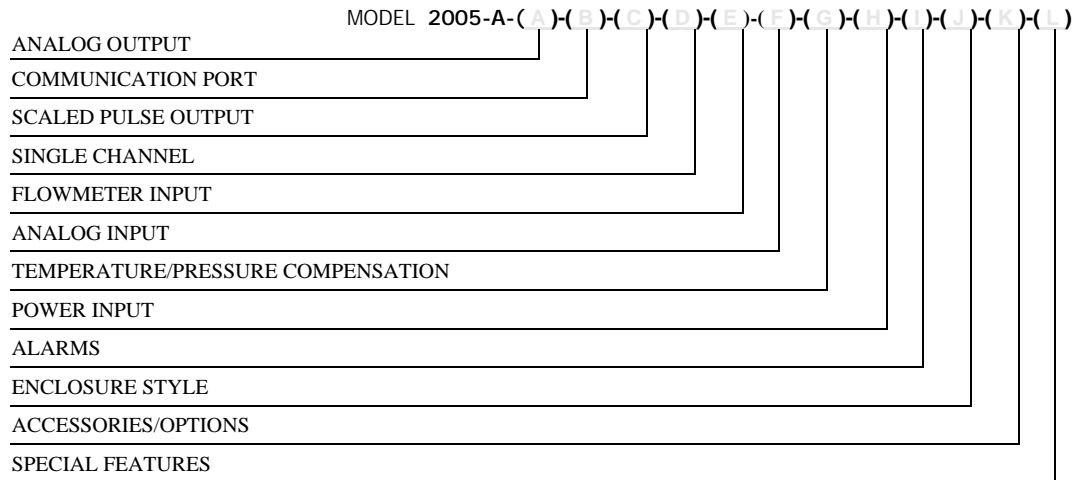 MODEL 2005-A-( A )-( B )-( C )-( D )-( E )-( F )-( G )-( H )-( I )-( J )-( K )-( L )
ANALOG OUTPUT
COMMUNICATION PORT
SCALED PULSE OUTPUT
SINGLE CHANNEL
FLOWMETER INPUT
ANALOG INPUT
TEMPERATURE/PRESSURE COMPENSATION
POWER INPUT
ALARMS
ENCLOSURE STYLE
ACCESSORIES/OPTIONS
SPECIAL FEATURES